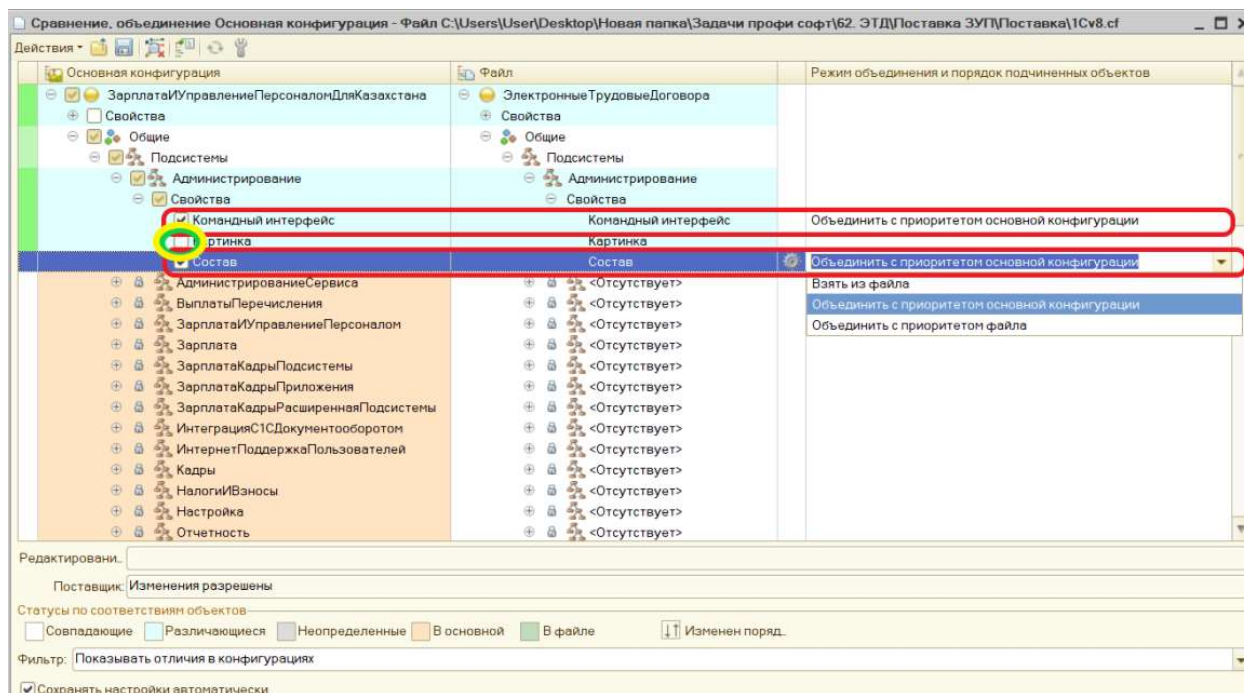 Сравнение, объединение Основная конфигурация - Файл C:\Users\User\Desktop\Новая папка\Задачи профи софт\62. ЭТД\Поставка ЗУП\Поставка\1Cv8.cf
Действия
Основная конфигурация Файл Режим объединения и порядок подчиненных объектов
ЗарплатаИУправлениеПерсоналомДляКазахстана ЭлектронныеТрудовыеДоговора
Свойства Свойства
Общие Общие
Подсистемы Подсистемы
Администрирование Администрирование
Свойства Свойства
Командный интерфейс Командный интерфейс Объединить с приоритетом основной конфигурации
Картинка Картинка
Состав Состав Объединить с приоритетом основной конфигурации
АдминистрированиеСервиса <Отсутствует> Взять из файла
ВыплатыПеречисления <Отсутствует> Объединить с приоритетом основной конфигурации
ЗарплатаИУправлениеПерсоналом <Отсутствует> Объединить с приоритетом файла
Зарплата <Отсутствует>
ЗарплатаКадрыПодсистемы <Отсутствует>
ЗарплатаКадрыПриложения <Отсутствует>
ЗарплатаКадрыРасширеннаяПодсистемы <Отсутствует>
ИнтеграцияС1СДокументооборотом <Отсутствует>
ИнтернетПоддержкаПользователей <Отсутствует>
Кадры <Отсутствует>
НалогиИВзносы <Отсутствует>
Настройка <Отсутствует>
Отчетность <Отсутствует>
Редактировани..
Поставщик: Изменения разрешены
Статусы по соответствиям объектов
Совпадающие Различающиеся Неопределенные В основной В файле Изменен поряд..
Фильтр: Показывать отличия в конфигурациях
Сохранять настройки автоматически